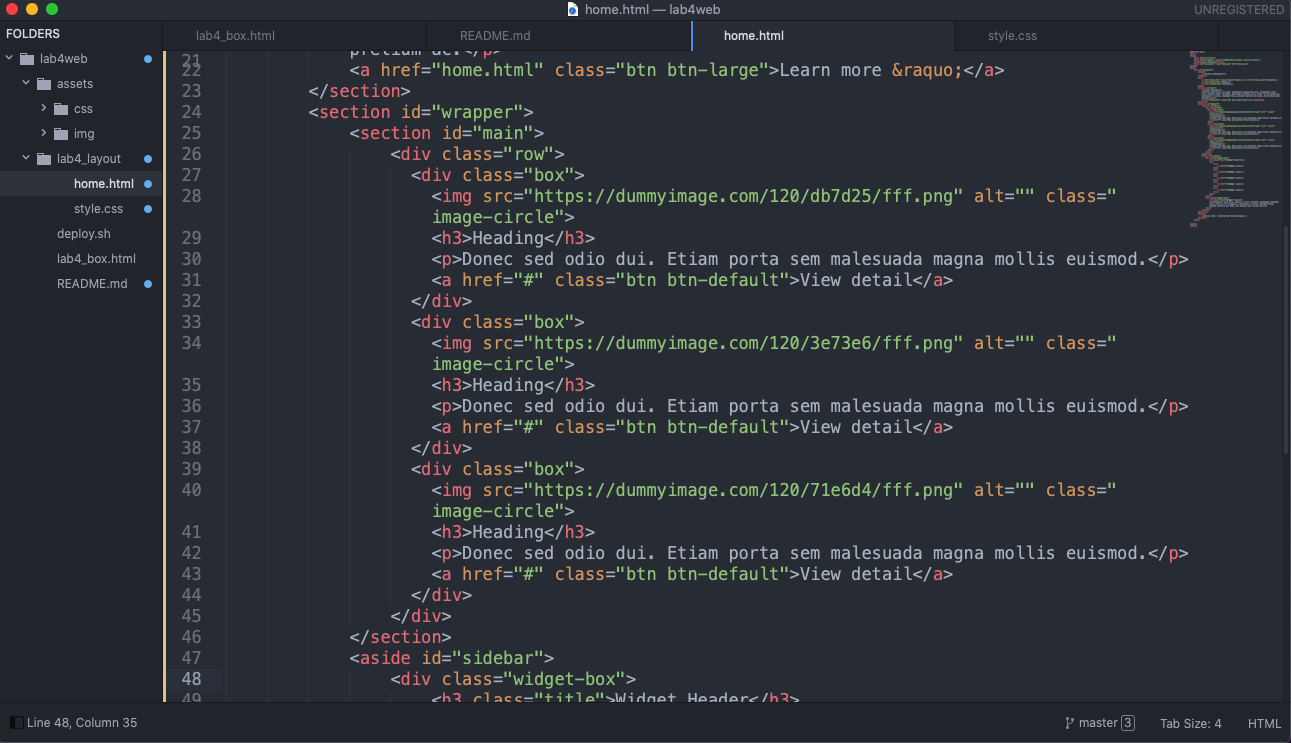 home.html — lab4web
UNREGISTERED
FOLDERS
lab4web
assets
css
img
lab4_layout
home.html
style.css
deploy.sh
lab4_box.html
README.md
lab4_box.html
README.md
home.html
style.css
21 pretium ac.</p>
22 <a href="home.html" class="btn btn-large">Learn more &raquo;</a>
23 </section>
24 <section id="wrapper">
25 <section id="main">
26 <div class="row">
27 <div class="box">
28 <img src="https://dummyimage.com/120/db7d25/fff.png" alt="" class="
image-circle">
29 <h3>Heading</h3>
30 <p>Donec sed odio dui. Etiam porta sem malesuada magna mollis euismod.</p>
31 <a href="#" class="btn btn-default">View detail</a>
32 </div>
33 <div class="box">
34 <img src="https://dummyimage.com/120/3e73e6/fff.png" alt="" class="
image-circle">
35 <h3>Heading</h3>
36 <p>Donec sed odio dui. Etiam porta sem malesuada magna mollis euismod.</p>
37 <a href="#" class="btn btn-default">View detail</a>
38 </div>
39 <div class="box">
40 <img src="https://dummyimage.com/120/71e6d4/fff.png" alt="" class="
image-circle">
41 <h3>Heading</h3>
42 <p>Donec sed odio dui. Etiam porta sem malesuada magna mollis euismod.</p>
43 <a href="#" class="btn btn-default">View detail</a>
44 </div>
45 </div>
46 </section>
47 <aside id="sidebar">
48 <div class="widget-box">
49 <h3 class="title">Widget Header</h3>
Line 48, Column 35
master 3
Tab Size: 4
HTML